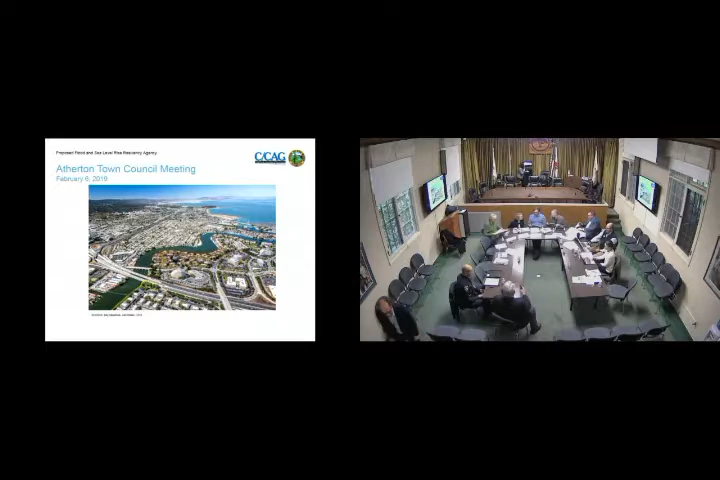 Proposed Flood and Sea Level Rise Resiliency Agency
C/CAG
Atherton Town Council Meeting
February 6, 2019